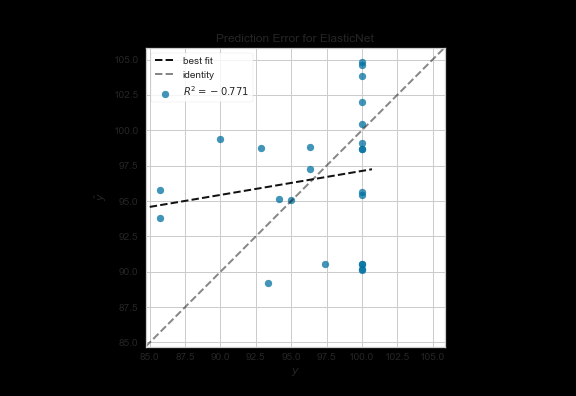 Prediction Error for ElasticNet
best fit
identity
R² = −0.771
105.0
102.5
100.0
97.5
95.0
92.5
90.0
87.5
85.0
ŷ
85.0 87.5 90.0 92.5 95.0 97.5 100.0 102.5 105.0
y